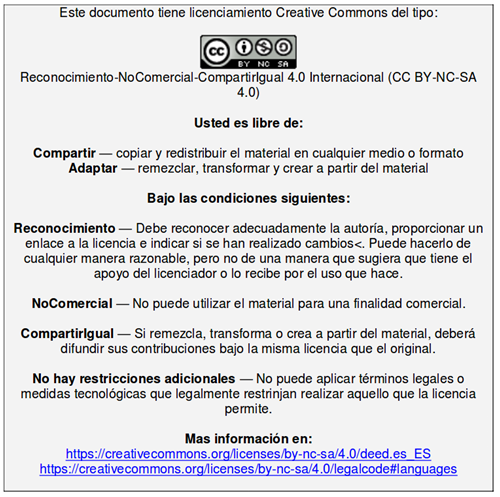 Este documento tiene licenciamiento Creative Commons del tipo:
CC
BY NC SA
Reconocimiento-NoComercial-CompartirIgual 4.0 Internacional (CC BY-NC-SA
4.0)
Usted es libre de:
Compartir — copiar y redistribuir el material en cualquier medio o formato
Adaptar — remezclar, transformar y crear a partir del material
Bajo las condiciones siguientes:
Reconocimiento — Debe reconocer adecuadamente la autoría, proporcionar un
enlace a la licencia e indicar si se han realizado cambios<. Puede hacerlo de
cualquier manera razonable, pero no de una manera que sugiera que tiene el
apoyo del licenciador o lo recibe por el uso que hace.
NoComercial — No puede utilizar el material para una finalidad comercial.
CompartirIgual — Si remezcla, transforma o crea a partir del material, deberá
difundir sus contribuciones bajo la misma licencia que el original.
No hay restricciones adicionales — No puede aplicar términos legales o
medidas tecnológicas que legalmente restrinjan realizar aquello que la licencia
permite.
Mas información en:
https://creativecommons.org/licenses/by-nc-sa/4.0/deed.es_ES
https://creativecommons.org/licenses/by-nc-sa/4.0/legalcode#languages